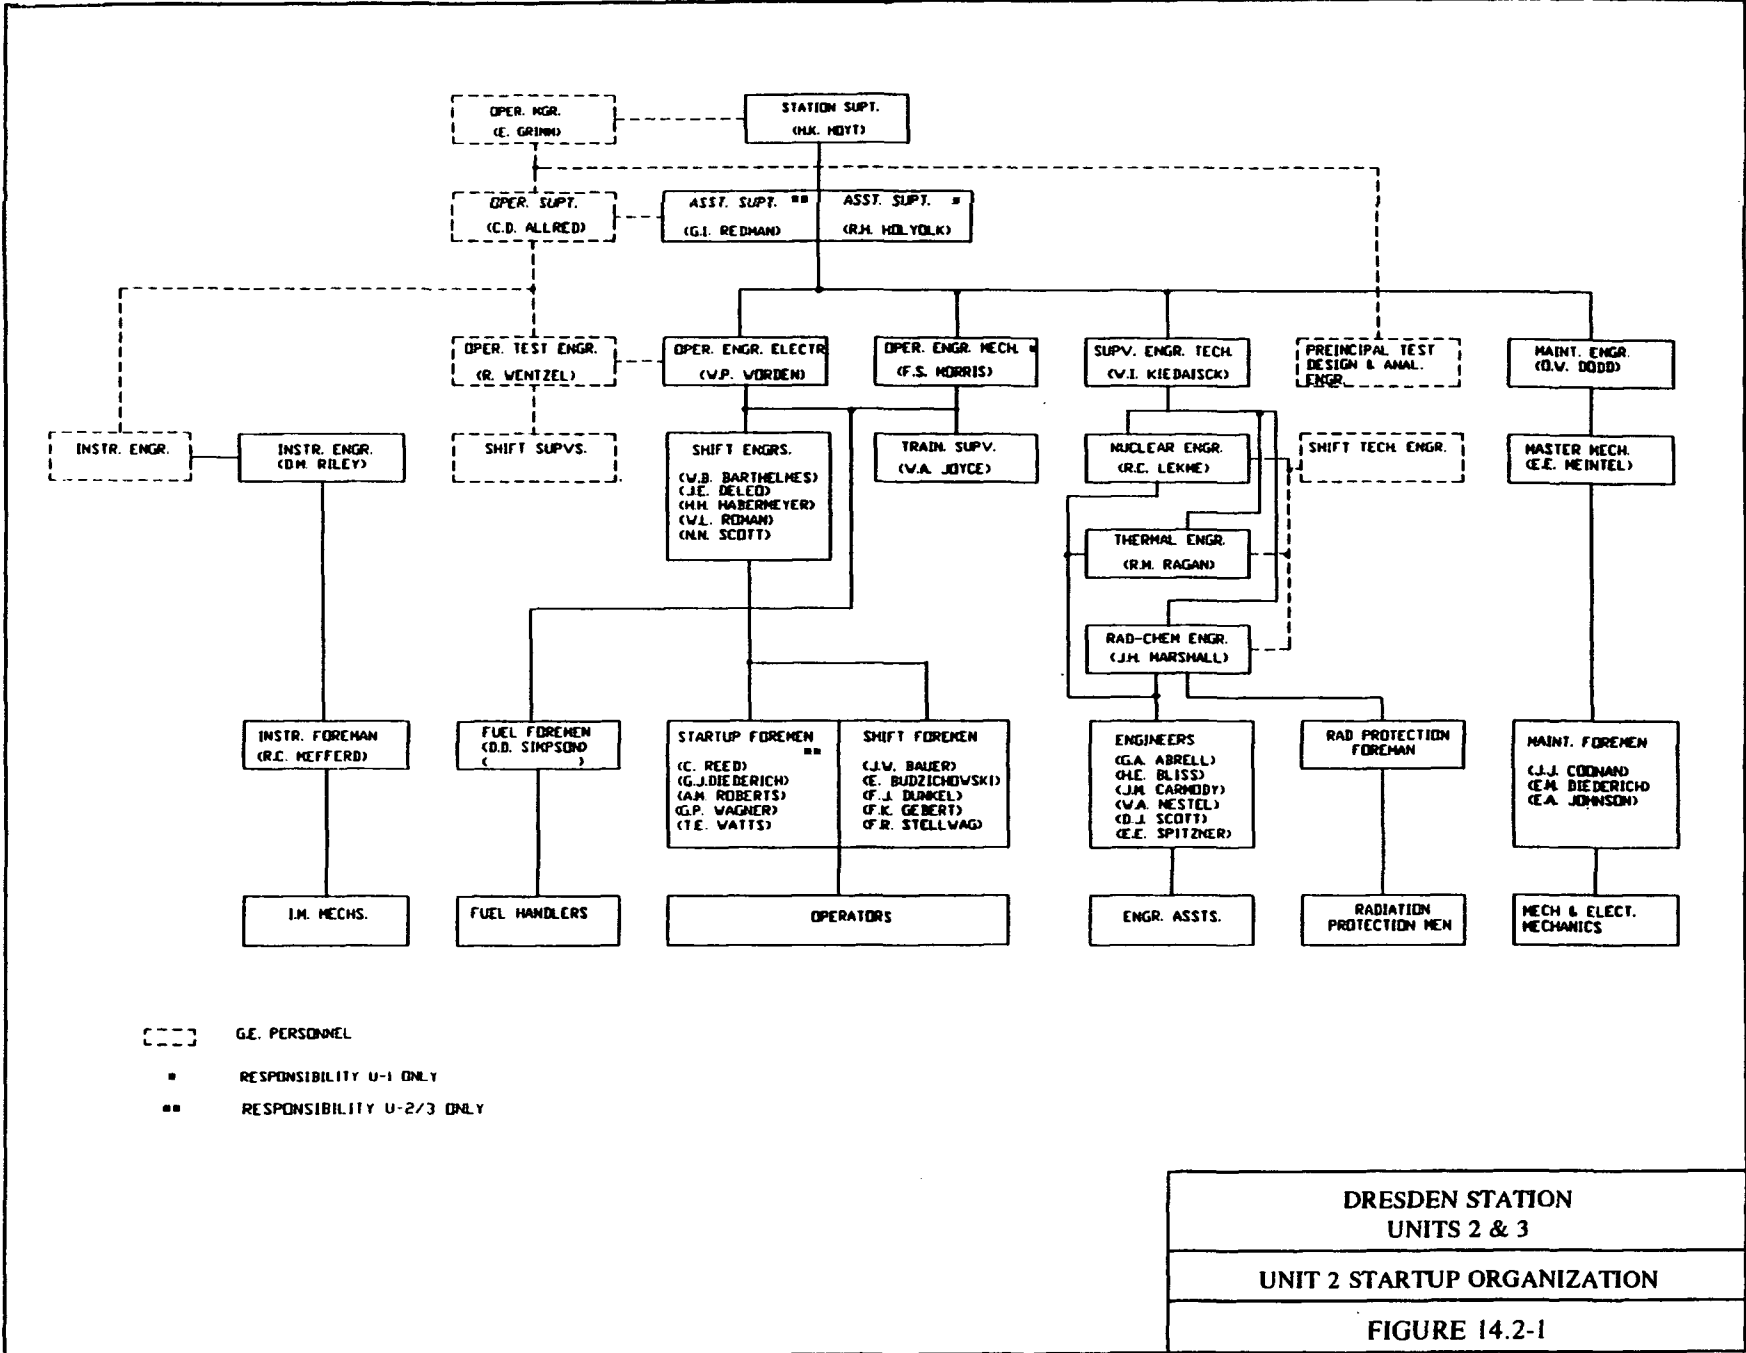 OPER. MGR.
(E. GRIMM)
STATION SUPT.
(H.K. HOYT)
OPER. SUPT.
(C.D. ALLRED)
ASST. SUPT. **
(G.I. REDMAN)
ASST. SUPT. *
(R.H. HOLYOLK)
OPER. TEST ENGR.
(R. WENTZEL)
OPER. ENGR. ELECTR
(W.P. WORDEN)
OPER. ENGR. MECH. *
(F.S. MORRIS)
SUPV. ENGR. TECH.
(W.I. KIEDAISCK)
PREINCIPAL TEST
DESIGN & ANAL.
ENGR.
MAINT. ENGR.
(O.W. DODD)
INSTR. ENGR.
INSTR. ENGR.
(D.M. RILEY)
SHIFT SUPVS.
SHIFT ENGRS.
(W.B. BARTHELMES)
(J.E. DELEO)
(H.H. HABERMEYER)
(W.L. ROMAN)
(N.N. SCOTT)
TRAIN. SUPV.
(W.A. JOYCE)
NUCLEAR ENGR.
(R.C. LEKME)
SHIFT TECH. ENGR.
MASTER MECH.
(E.E. MEINTEL)
THERMAL ENGR.
(R.M. RAGAN)
RAD-CHEM ENGR.
(J.H. MARSHALL)
INSTR. FOREMAN
(R.C. MEFFERD)
FUEL FOREMEN
(D.D. SIMPSON)
( )
STARTUP FOREMEN
**
(C. REED)
(G.J.DIEDERICH)
(A.M. ROBERTS)
(G.P. WAGNER)
(T.E. WATTS)
SHIFT FOREMEN
(J.W. BAUER)
(E. BUDZICHOWSKI)
(F.J. DUNKEL)
(F.K. GEBERT)
(F.R. STELLWAG)
ENGINEERS
(G.A. ABRELL)
(H.E. BLISS)
(J.M. CARMODY)
(W.A. NESTEL)
(D.J. SCOTT)
(E.E. SPITZNER)
RAD PROTECTION
FOREMAN
MAINT. FOREMEN
(J.J. COONAN)
(E.M. DIEDERICH)
(E.A. JOHNSON)
I.M. MECHS.
FUEL HANDLERS
OPERATORS
ENGR. ASSTS.
RADIATION
PROTECTION MEN
MECH & ELECT.
MECHANICS
G.E. PERSONNEL
* RESPONSIBILITY U-1 ONLY
** RESPONSIBILITY U-2/3 ONLY
DRESDEN STATION
UNITS 2 & 3
UNIT 2 STARTUP ORGANIZATION
FIGURE 14.2-1